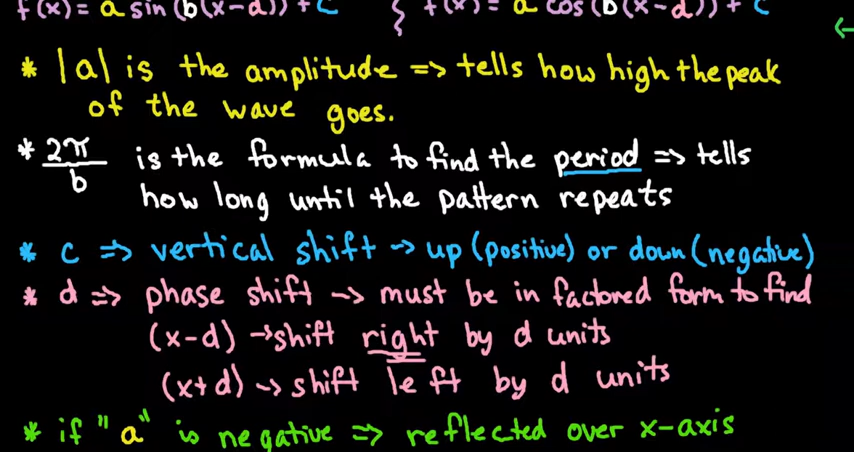 f(x) = a sin (b(x-d)) + c { f(x) = a cos (b(x-d)) + c
* |a| is the amplitude => tells how high the peak
of the wave goes.
* 2π/b is the formula to find the period => tells
how long until the pattern repeats
* c => vertical shift → up (positive) or down (negative)
* d => phase shift → must be in factored form to find
(x-d) → shift right by d units
(x+d) → shift left by d units
* if "a" is negative => reflected over x-axis